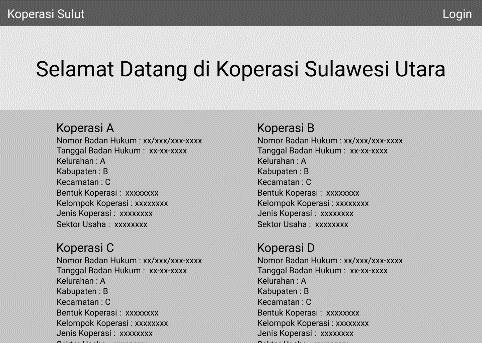 Koperasi Sulut
Login
Selamat Datang di Koperasi Sulawesi Utara
Koperasi A
Nomor Badan Hukum : xx/xxx/xxx-xxxx
Tanggal Badan Hukum :  xx-xx-xxxx
Kelurahan : A
Kabupaten : B
Kecamatan : C
Bentuk Koperasi :  xxxxxxxx
Kelompok Koperasi : xxxxxxxx
Jenis Koperasi :  xxxxxxxx
Sektor Usaha :  xxxxxxxx
Koperasi B
Nomor Badan Hukum : xx/xxx/xxx-xxxx
Tanggal Badan Hukum :  xx-xx-xxxx
Kelurahan : A
Kabupaten : B
Kecamatan : C
Bentuk Koperasi :  xxxxxxxx
Kelompok Koperasi : xxxxxxxx
Jenis Koperasi :  xxxxxxxx
Sektor Usaha :  xxxxxxxx
Koperasi C
Nomor Badan Hukum : xx/xxx/xxx-xxxx
Tanggal Badan Hukum :  xx-xx-xxxx
Kelurahan : A
Kabupaten : B
Kecamatan : C
Bentuk Koperasi :  xxxxxxxx
Kelompok Koperasi : xxxxxxxx
Jenis Koperasi :  xxxxxxxx
Koperasi D
Nomor Badan Hukum : xx/xxx/xxx-xxxx
Tanggal Badan Hukum :  xx-xx-xxxx
Kelurahan : A
Kabupaten : B
Kecamatan : C
Bentuk Koperasi :  xxxxxxxx
Kelompok Koperasi : xxxxxxxx
Jenis Koperasi :  xxxxxxxx